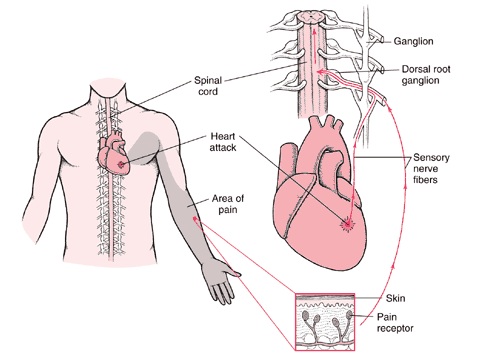 Spinal
cord
Heart
attack
Area of
pain
Ganglion
Dorsal root
ganglion
Sensory
nerve
fibers
Skin
Pain
receptor